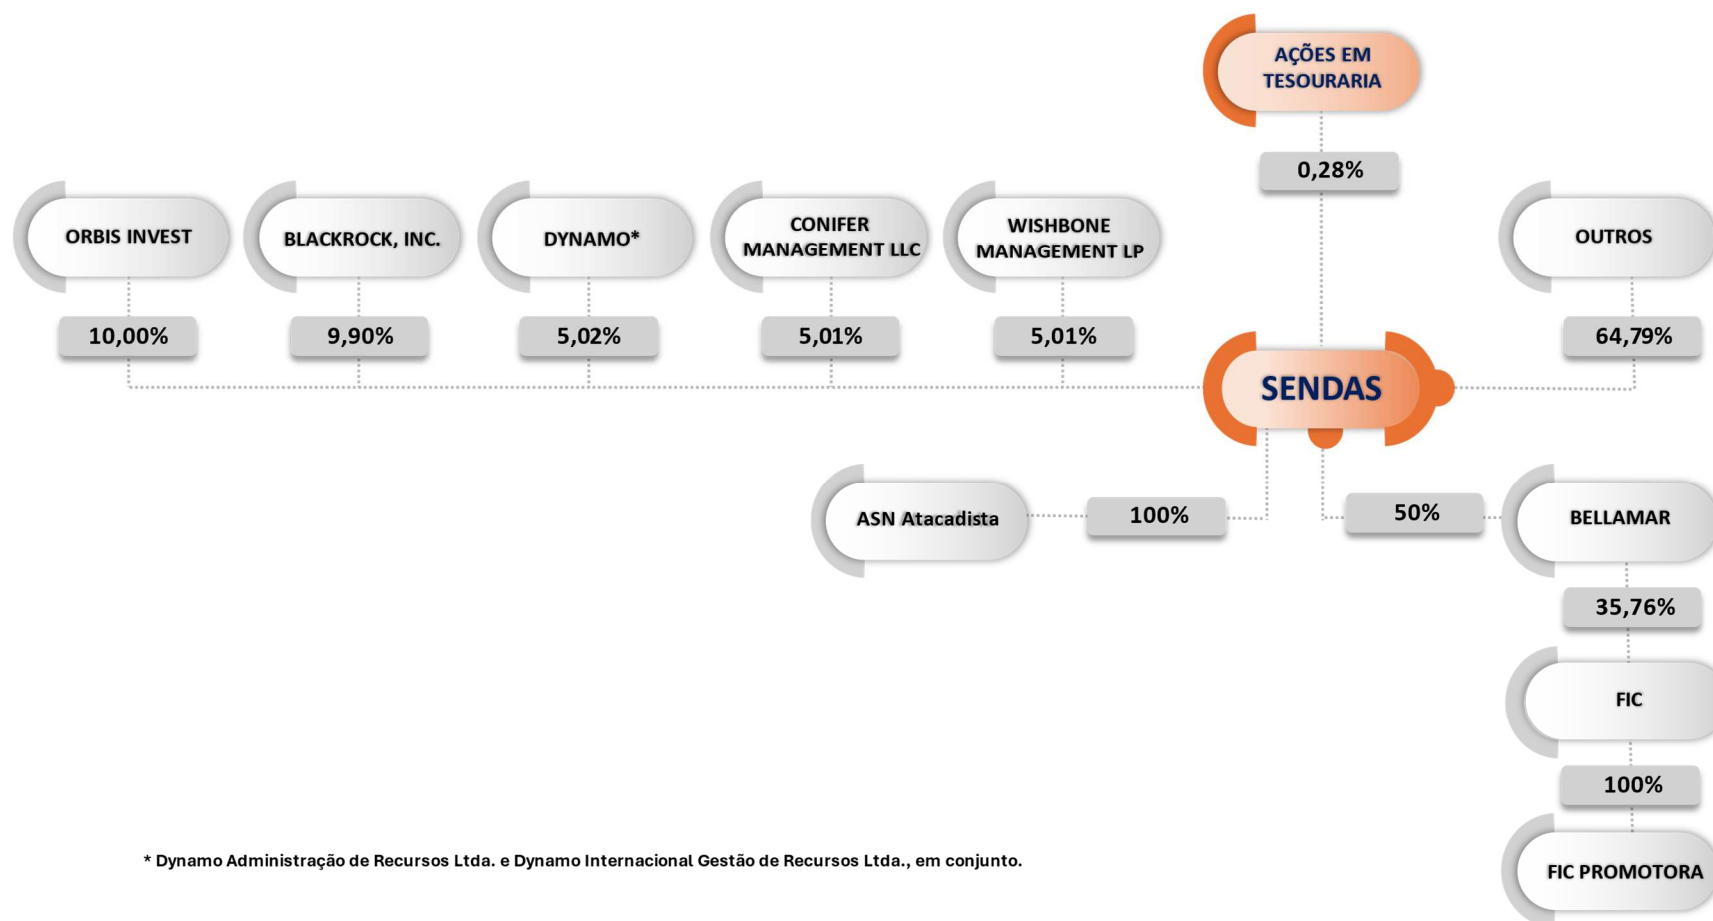 AÇÕES EM
TESOURARIA
0,28%
ORBIS INVEST
BLACKROCK, INC.
DYNAMO*
CONIFER
MANAGEMENT LLC
WISHBONE
MANAGEMENT LP
OUTROS
10,00%
9,90%
5,02%
5,01%
5,01%
64,79%
SENDAS
ASN Atacadista
100%
50%
BELLAMAR
35,76%
FIC
100%
FIC PROMOTORA
* Dynamo Administração de Recursos Ltda. e Dynamo Internacional Gestão de Recursos Ltda., em conjunto.